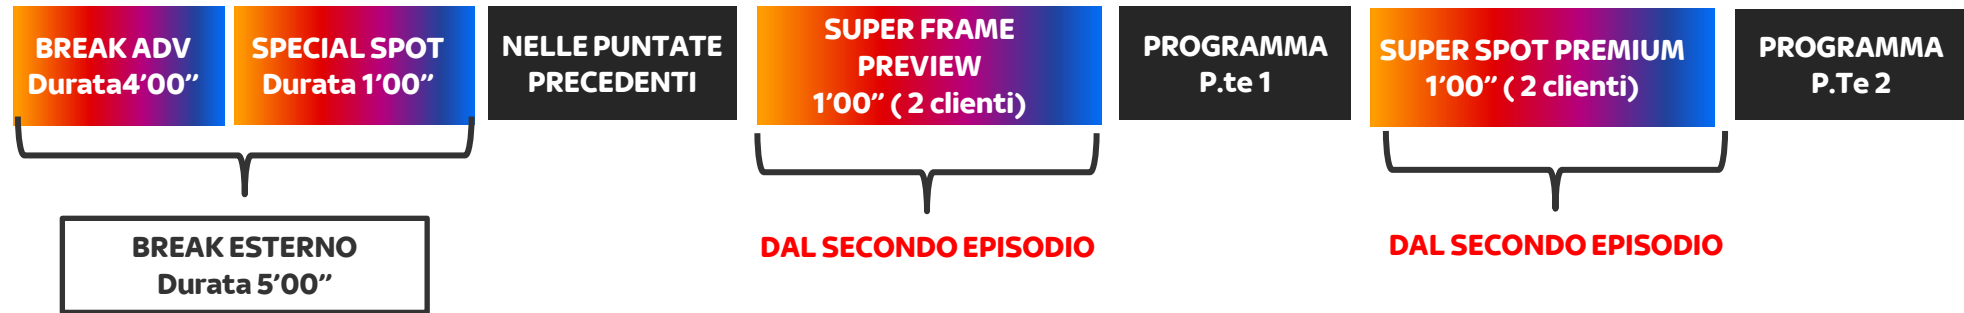 BREAK ADV
Durata4’00”
SPECIAL SPOT
Durata 1’00”
NELLE PUNTATE
PRECEDENTI
SUPER FRAME
PREVIEW
1’00” ( 2 clienti)
PROGRAMMA
P.te 1
SUPER SPOT PREMIUM
1’00” ( 2 clienti)
PROGRAMMA
P.Te 2
BREAK ESTERNO
Durata 5’00”
DAL SECONDO EPISODIO
DAL SECONDO EPISODIO